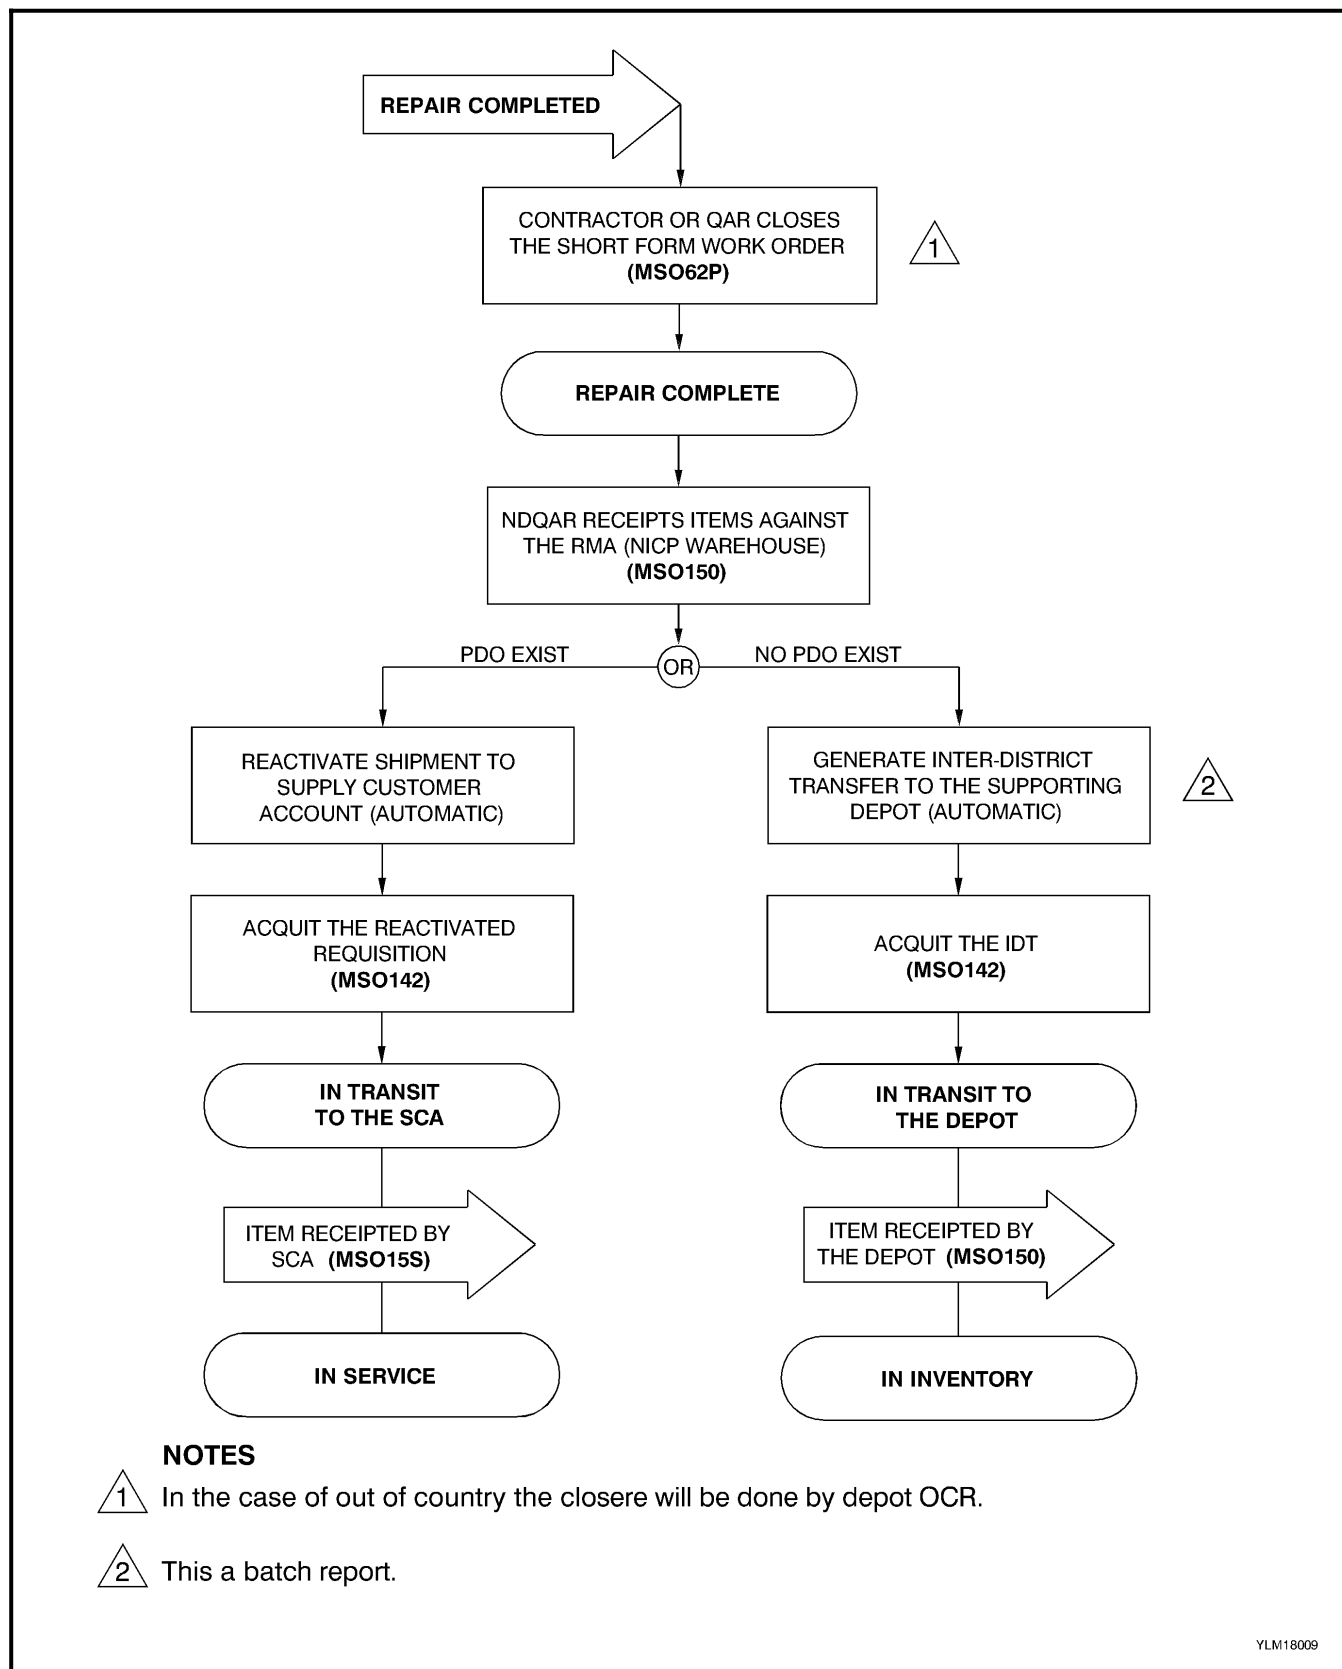 REPAIR COMPLETED
CONTRACTOR OR QAR CLOSES
THE SHORT FORM WORK ORDER
(MSO62P)
1
REPAIR COMPLETE
NDQAR RECEIPTS ITEMS AGAINST
THE RMA (NICP WAREHOUSE)
(MSO150)
PDO EXIST
OR
NO PDO EXIST
REACTIVATE SHIPMENT TO
SUPPLY CUSTOMER
ACCOUNT (AUTOMATIC)
GENERATE INTER-DISTRICT
TRANSFER TO THE SUPPORTING
DEPOT (AUTOMATIC)
2
ACQUIT THE REACTIVATED
REQUISITION
(MSO142)
ACQUIT THE IDT
(MSO142)
IN TRANSIT
TO THE SCA
IN TRANSIT TO
THE DEPOT
ITEM RECEIPTED BY
SCA (MSO15S)
ITEM RECEIPTED BY
THE DEPOT (MSO150)
IN SERVICE
IN INVENTORY
NOTES
1 In the case of out of country the closere will be done by depot OCR.
2 This a batch report.
YLM18009